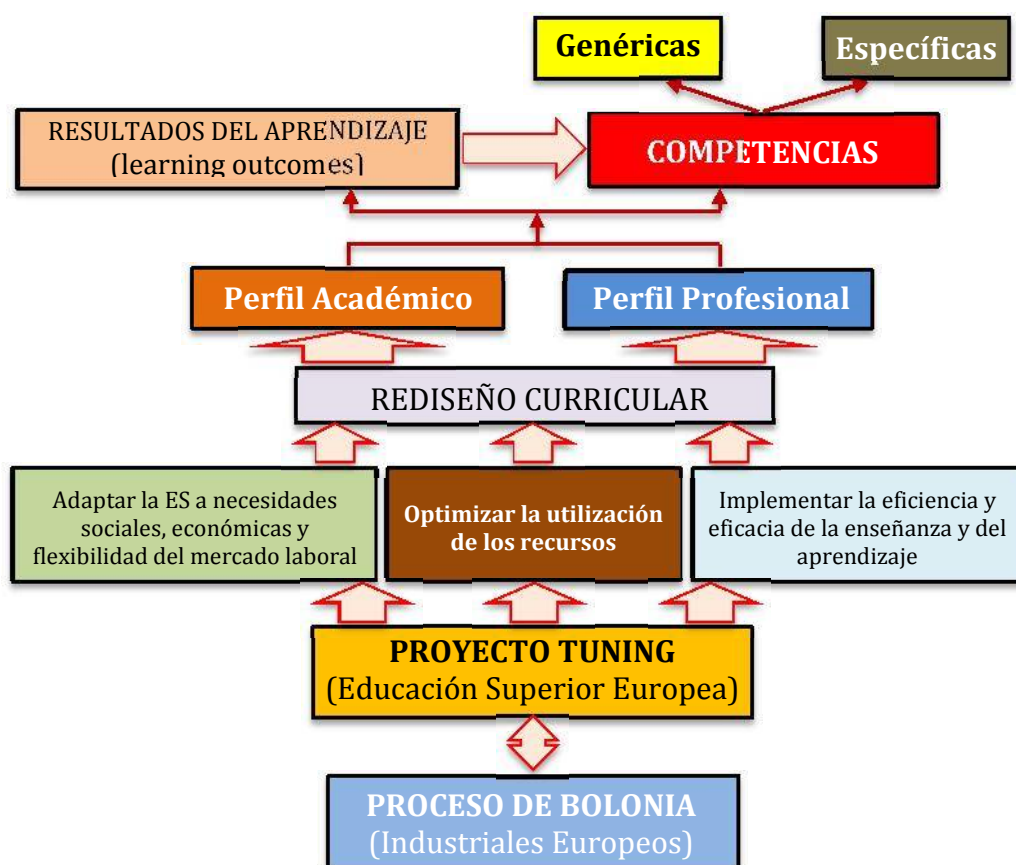 Genéricas
Específicas
RESULTADOS DEL APRENDIZAJE
(learning outcomes)
COMPETENCIAS
Perfil Académico
Perfil Profesional
REDISEÑO CURRICULAR
Adaptar la ES a necesidades
sociales, económicas y
flexibilidad del mercado laboral
Optimizar la utilización
de los recursos
Implementar la eficiencia y
eficacia de la enseñanza y del
aprendizaje
PROYECTO TUNING
(Educación Superior Europea)
PROCESO DE BOLONIA
(Industriales Europeos)